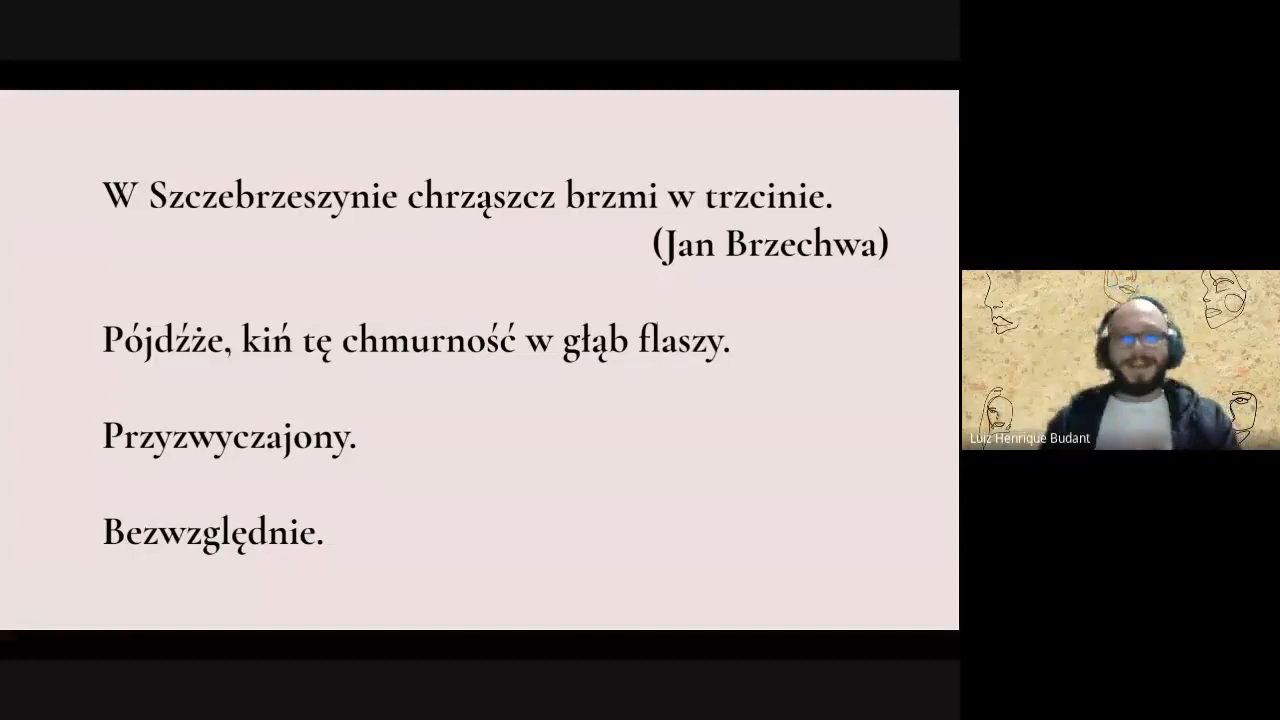 W Szczebrzeszynie chrząszcz brzmi w trzcinie.
(Jan Brzechwa)
Pójdźże, kiń tę chmurność w głąb flaszy.
Przyzwyczajony.
Bezwzględnie.
Luiz Henrique Budant